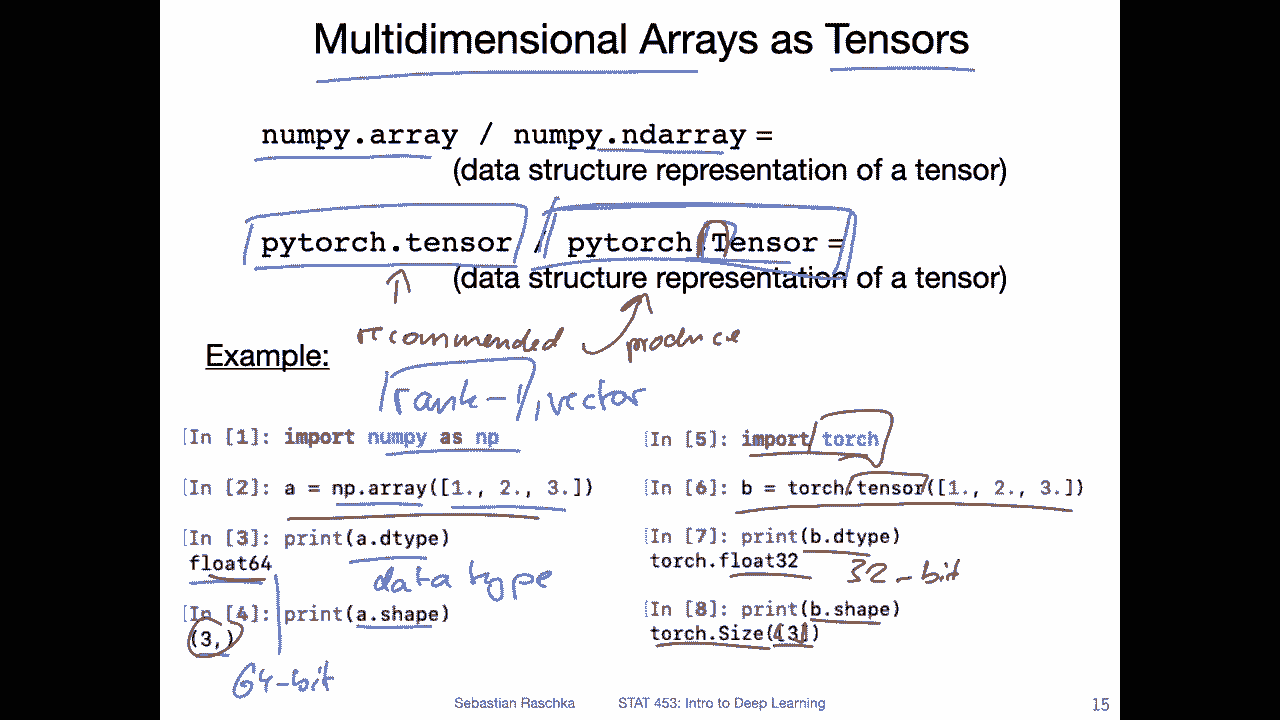 Multidimensional Arrays as Tensors
numpy.array / numpy.ndarray =
(data structure representation of a tensor)
pytorch.tensor / pytorch.Tensor =
(data structure representation of a tensor)
recommended produce
Example:
rank-1, vector
[In [1]: import numpy as np
[In [2]: a = np.array([1., 2., 3.])
[In [3]: print(a.dtype)
float64
data type
[In [4]: print(a.shape)
(3,)
64-bit
[In [5]: import torch
[In [6]: b = torch.tensor([1., 2., 3.])
[In [7]: print(b.dtype)
torch.float32
32-bit
[In [8]: print(b.shape)
torch.Size([3])
Sebastian Raschka STAT 453: Intro to Deep Learning 15